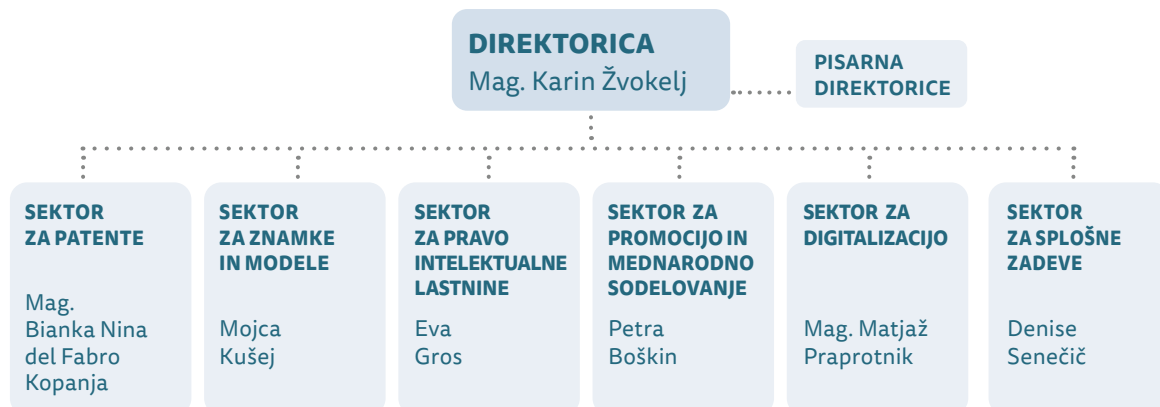 DIREKTORICA
Mag. Karin Žvokelj
PISARNA
DIREKTORICE
SEKTOR
ZA PATENTE
Mag.
Bianka Nina
del Fabro
Kopanja
SEKTOR
ZA ZNAMKE
IN MODELE
Mojca
Kušej
SEKTOR
ZA PRAVO
INTELEKTUALNE
LASTNINE
Eva
Gros
SEKTOR ZA
PROMOCIJO IN
MEDNARODNO
SODELOVANJE
Petra
Boškin
SEKTOR ZA
DIGITALIZACIJO
Mag. Matjaž
Praprotnik
SEKTOR
ZA SPLOŠNE
ZADEVE
Denise
Senečič